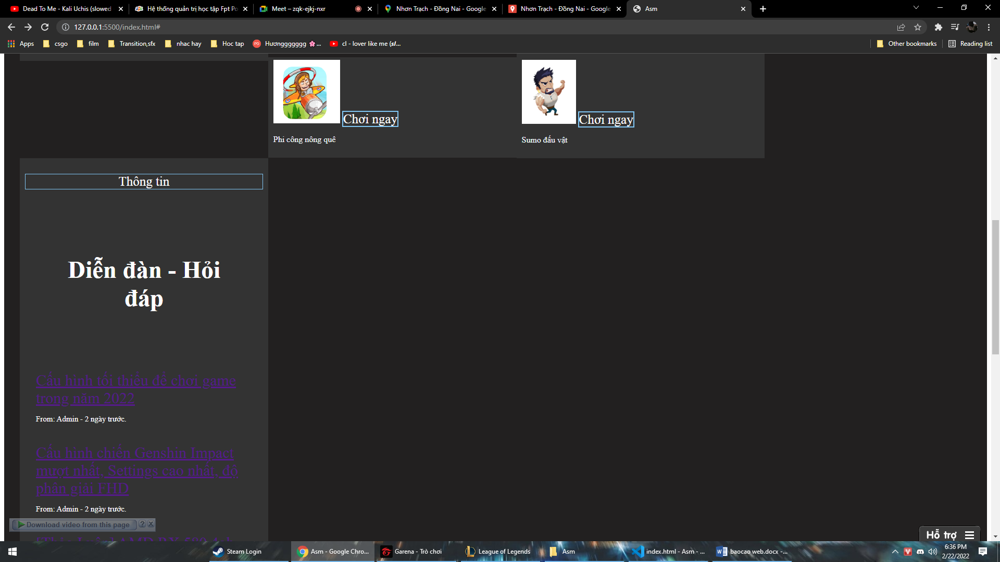 Dead To Me - Kali Uchis (slowed
Hệ thống quản trị học tập Fpt Po
Meet – zqk-ejkj-nxr
Nhơn Trạch - Đồng Nai - Google
Nhơn Trạch - Đồng Nai - Google
Asm
127.0.0.1:5500/index.html#
Apps
csgo
film
Transition,sfx
nhac hay
Hoc tap
Hươnggggggg 🌸...
cl - lover like me (sl...
Other bookmarks
Reading list
Chơi ngay
Chơi ngay
Phi công nông quê
Sumo đấu vật
Thông tin
Diễn đàn - Hỏi
đáp
Cấu hình tối thiểu để chơi game
trong năm 2022
From: Admin - 2 ngày trước.
Cấu hình chiến Genshin Impact
mượt nhất, Settings cao nhất, độ
phân giải FHD
From: Admin - 2 ngày trước.
Download video from this page
Hỗ trợ
Steam Login
Asm - Google Chro...
Garena - Trò chơi
League of Legends
Asm
index.html - Asm - ...
baocao web.docx -...
6:36 PM
2/22/2022